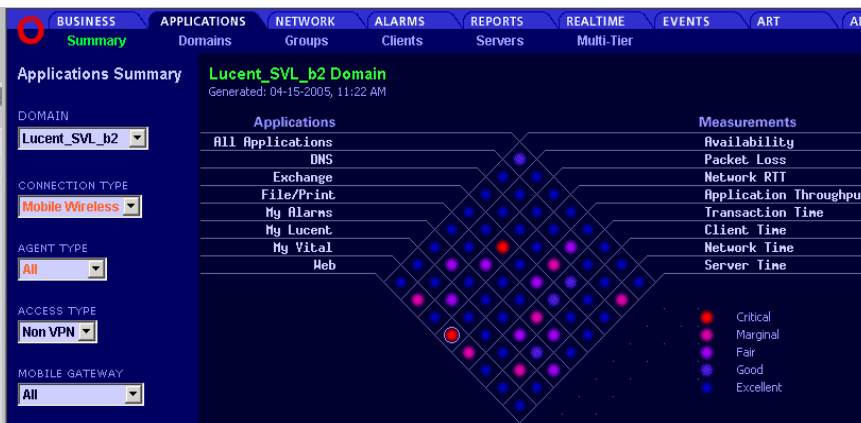 BUSINESS APPLICATIONS NETWORK ALARMS REPORTS REALTIME EVENTS ART
Summary Domains Groups Clients Servers Multi-Tier
Applications Summary
DOMAIN
Lucent_SVL_b2
CONNECTION TYPE
Mobile Wireless
AGENT TYPE
All
ACCESS TYPE
Non VPN
MOBILE GATEWAY
All
Lucent_SVL_b2 Domain
Generated: 04-15-2005, 11:22 AM
Applications
All Applications
DNS
Exchange
File/Print
My Alarms
My Lucent
My Vital
Web
Measurements
Availability
Packet Loss
Network RTT
Application Throughpu
Transaction Time
Client Time
Network Time
Server Time
Critical
Marginal
Fair
Good
Excellent